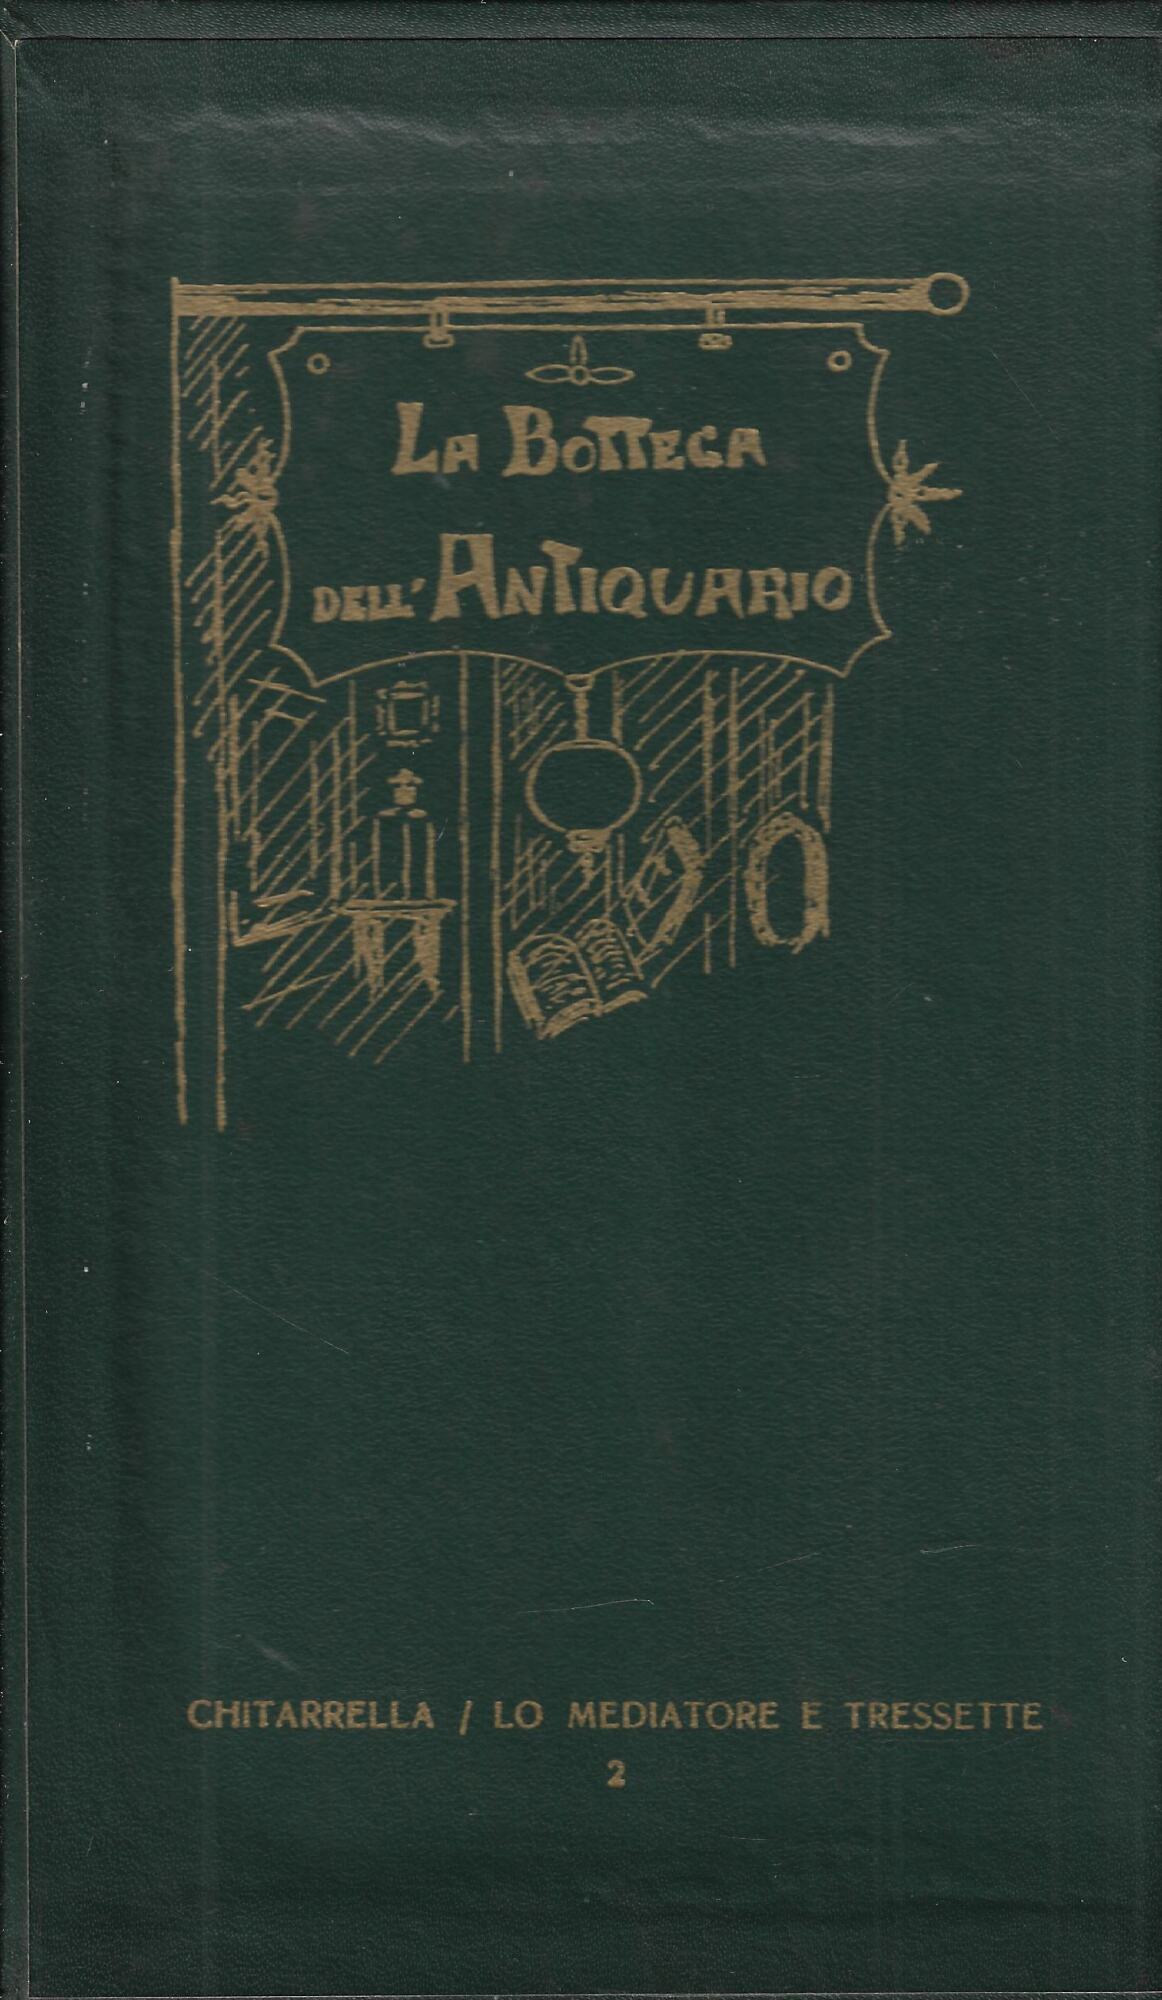 LA BOTTEGA
DELL'ANTIQUARIO
CHITARRELLA / LO MEDIATORE E TRESSETTE
2